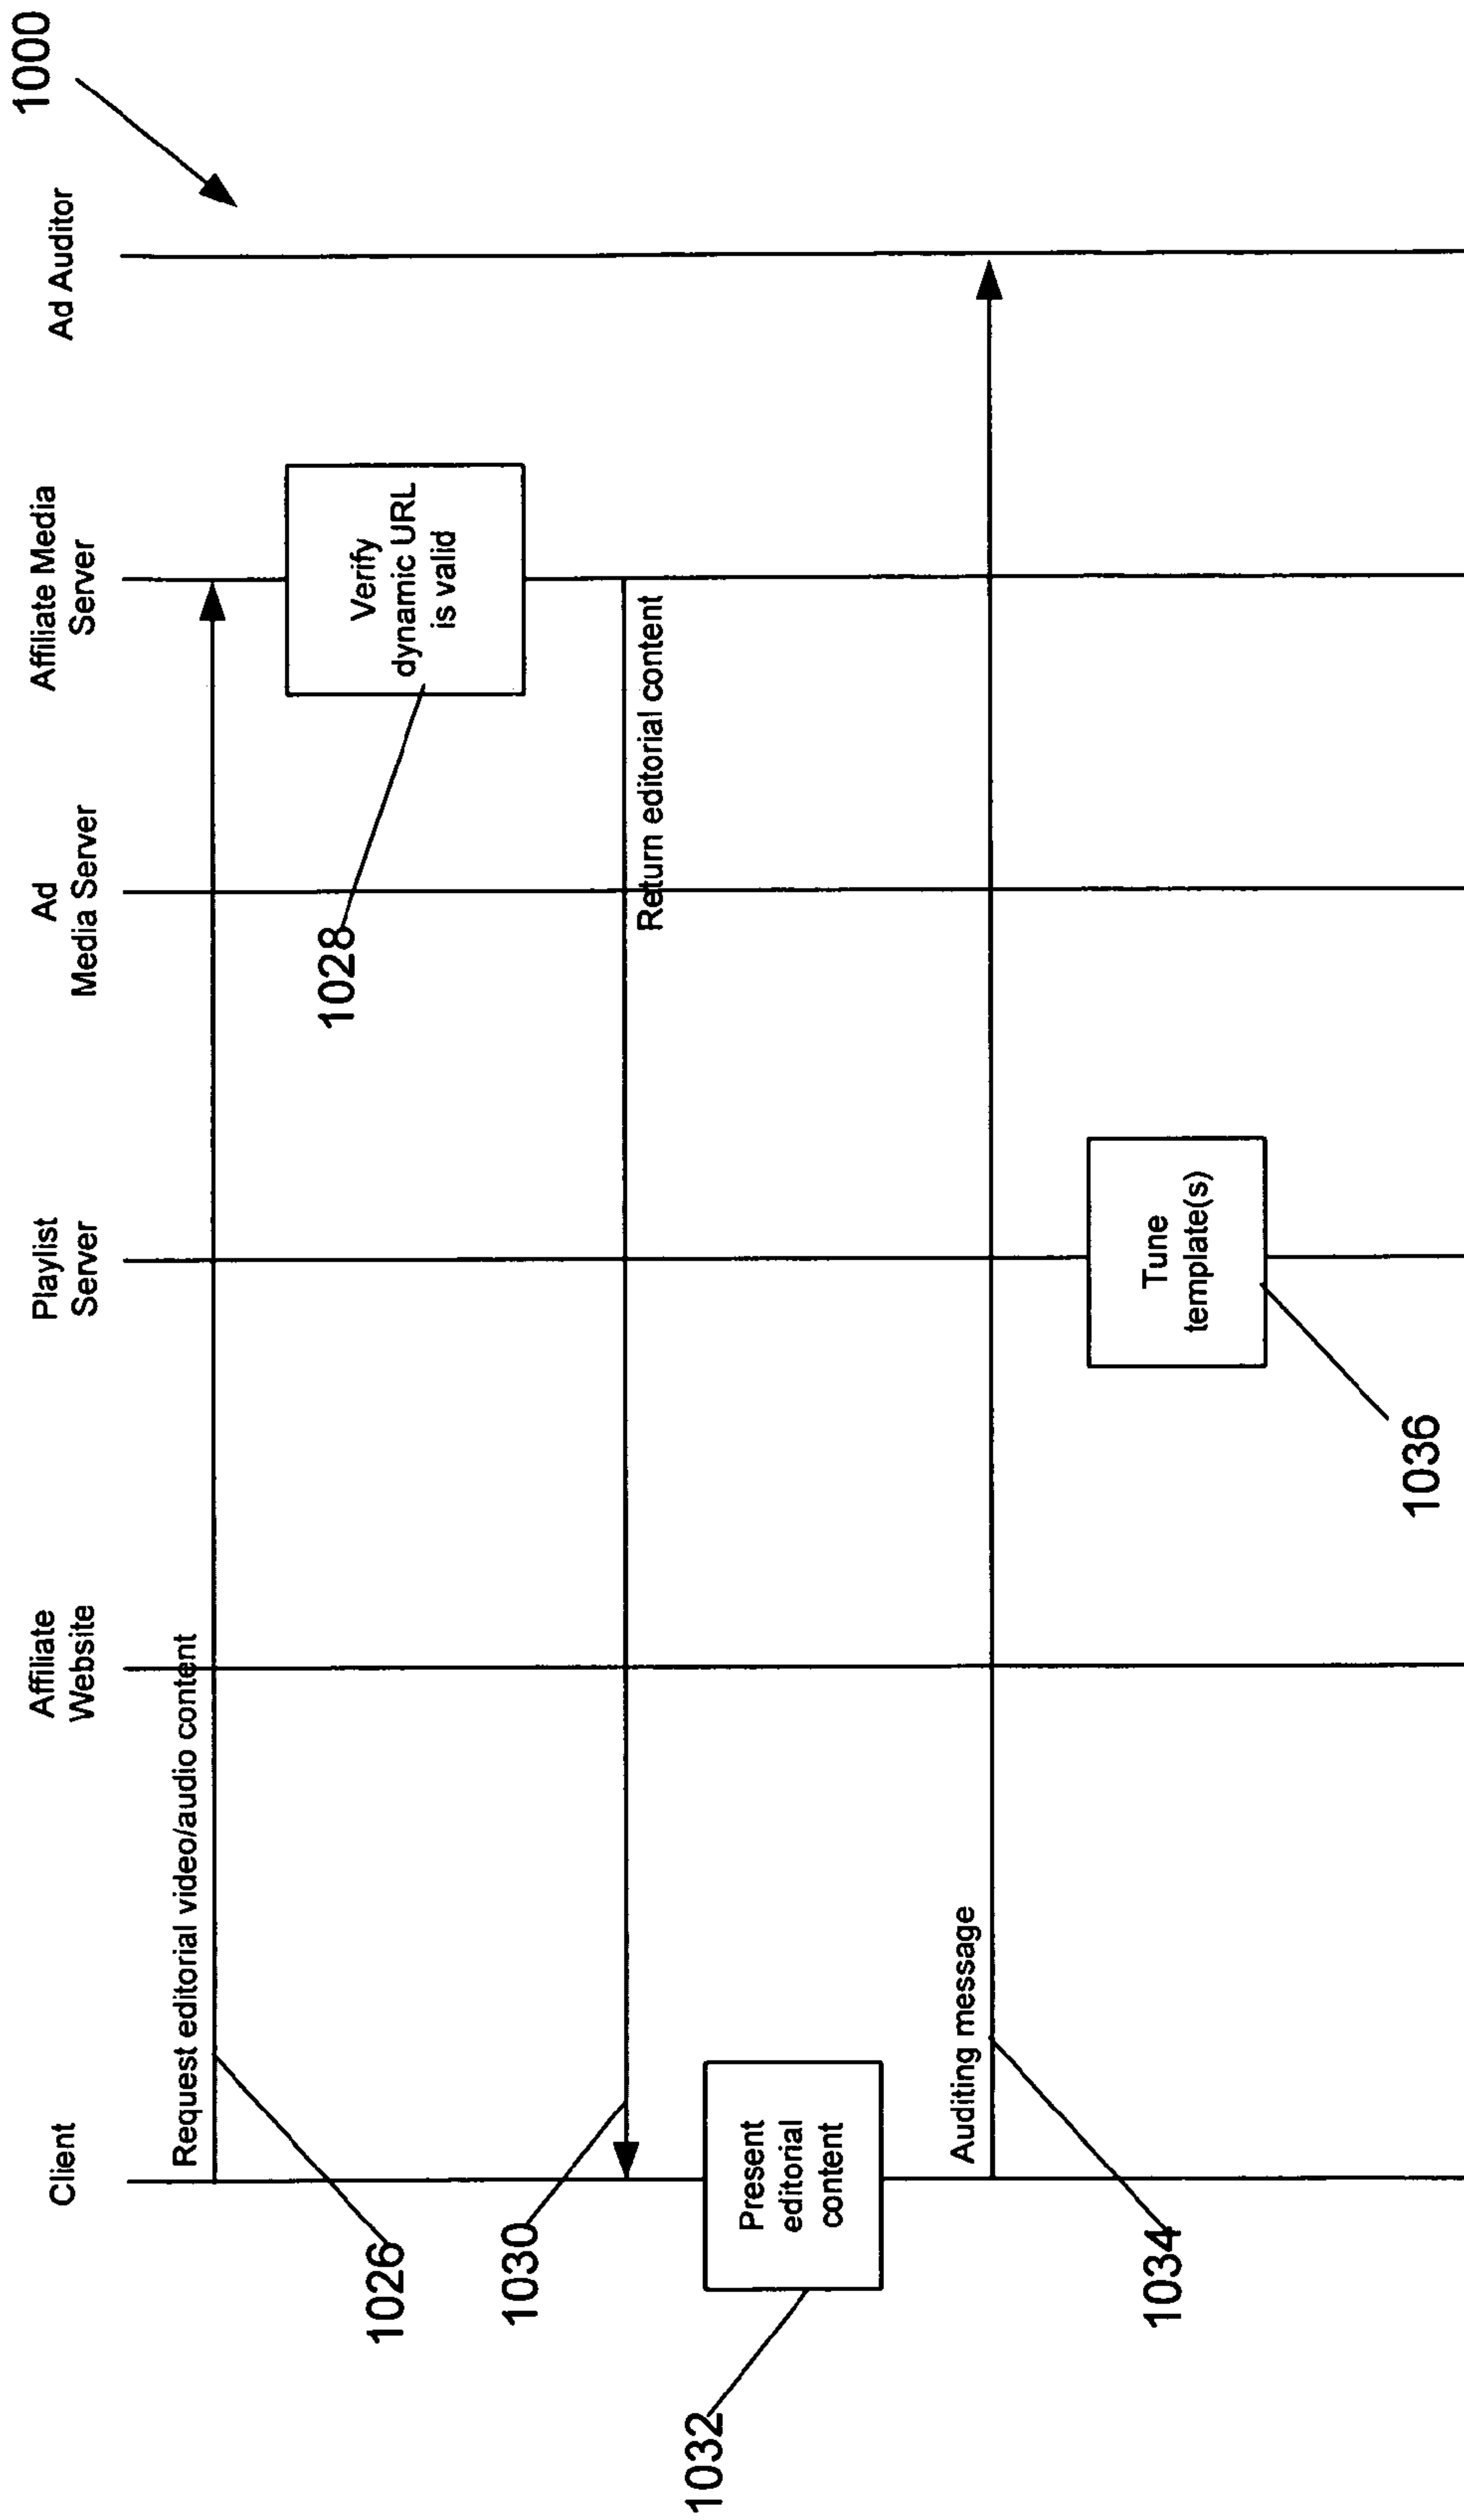 1000
Client
Affiliate
Website
Playlist
Server
Ad
Media Server
Affiliate Media
Server
Ad Auditor
Request editorial video/audio content
1026
Verify
dynamic URL
is valid
1028
Return editorial content
1030
Present
editorial
content
1032
Auditing message
1034
Tune
template(s)
1036